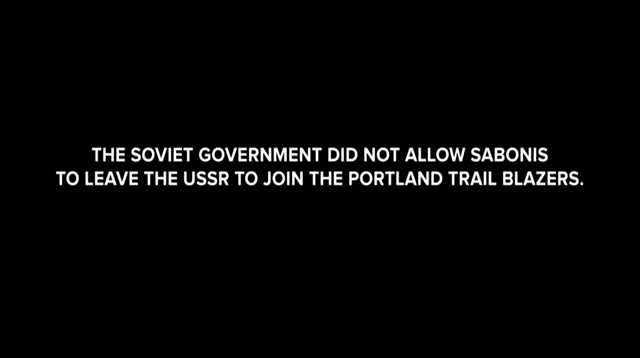 THE SOVIET GOVERNMENT DID NOT ALLOW SABONIS
TO LEAVE THE USSR TO JOIN THE PORTLAND TRAIL BLAZERS.